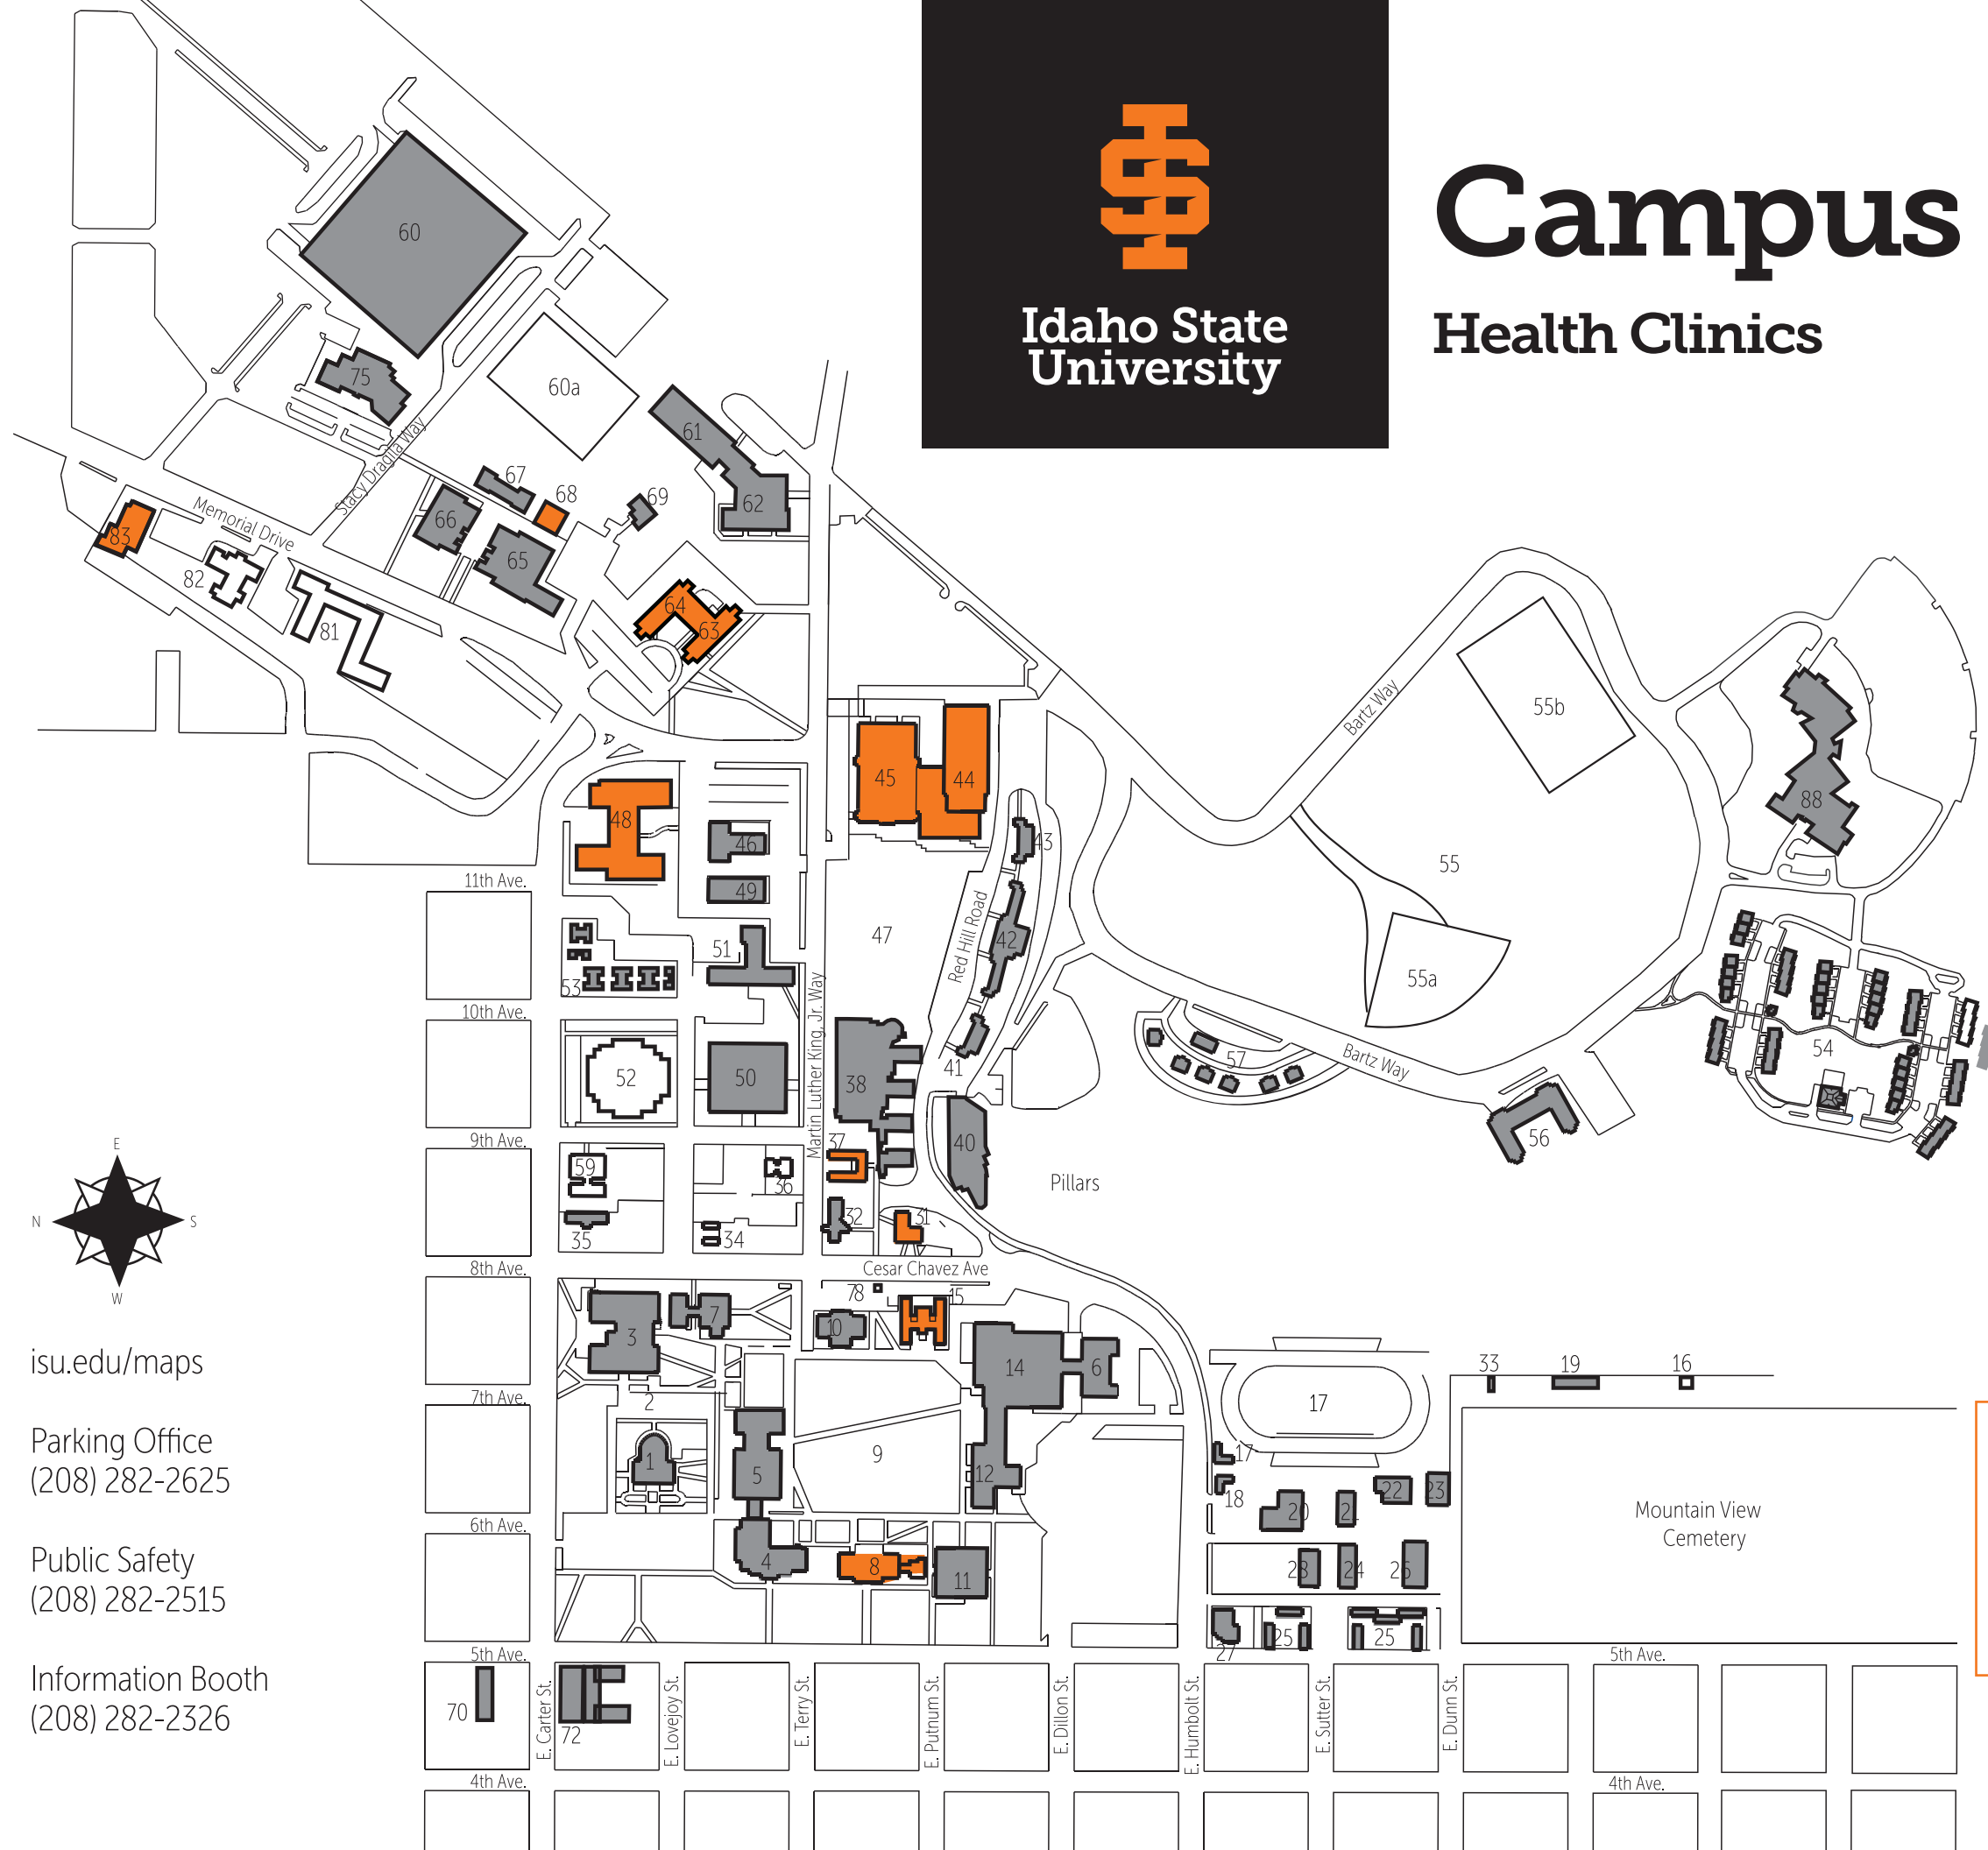 Idaho State
University
Campus
Health Clinics
60
75
60a
61
62
67
68
69
66
65
83
82
81
Memorial Drive
Stacy Dragila Way
64
63
45
44
43
48
46
49
11th Ave.
51
53
47
42
Red Hill Road
Martin Luther King, Jr. Way
41
10th Ave.
52
50
38
40
37
9th Ave.
59
36
35
34
32
31
Pillars
8th Ave.
Cesar Chavez Ave
78
15
Bartz Way
55b
55
55a
57
Bartz Way
56
88
54
E
N
S
W
isu.edu/maps
Parking Office
(208) 282-2625
Public Safety
(208) 282-2515
Information Booth
(208) 282-2326
3
7
10
14
6
2
7th Ave.
1
5
9
12
6th Ave.
4
8
11
17
33
19
16
17
18
20
21
22
23
28
24
26
27
25
25
Mountain View
Cemetery
5th Ave.
5th Ave.
70
72
E. Carter St.
E. Lovejoy St.
E. Terry St.
E. Putnum St.
E. Dillon St.
E. Humbolt St.
E. Sutter St.
E. Dunn St.
4th Ave.
4th Ave.